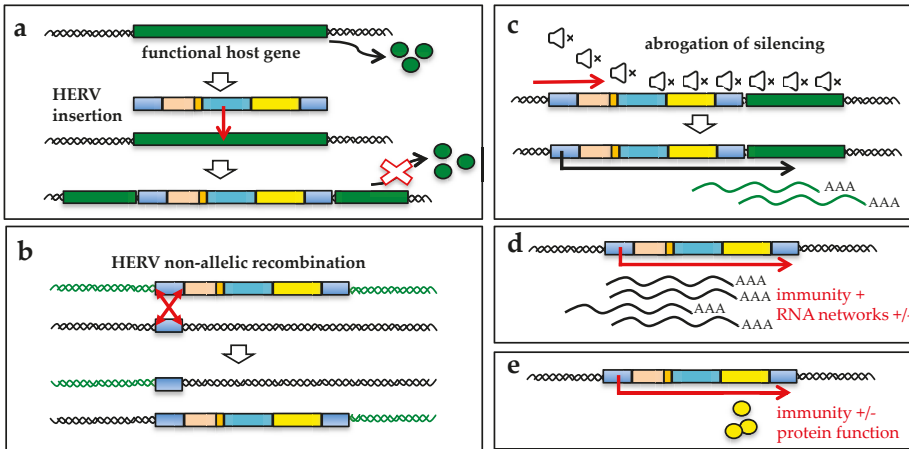 a
functional host gene
HERV
insertion
b
HERV non-allelic recombination
c
abrogation of silencing
AAA
AAA
d
AAA
AAA
AAA
AAA
immunity +
RNA networks +/-
e
immunity +/-
protein function